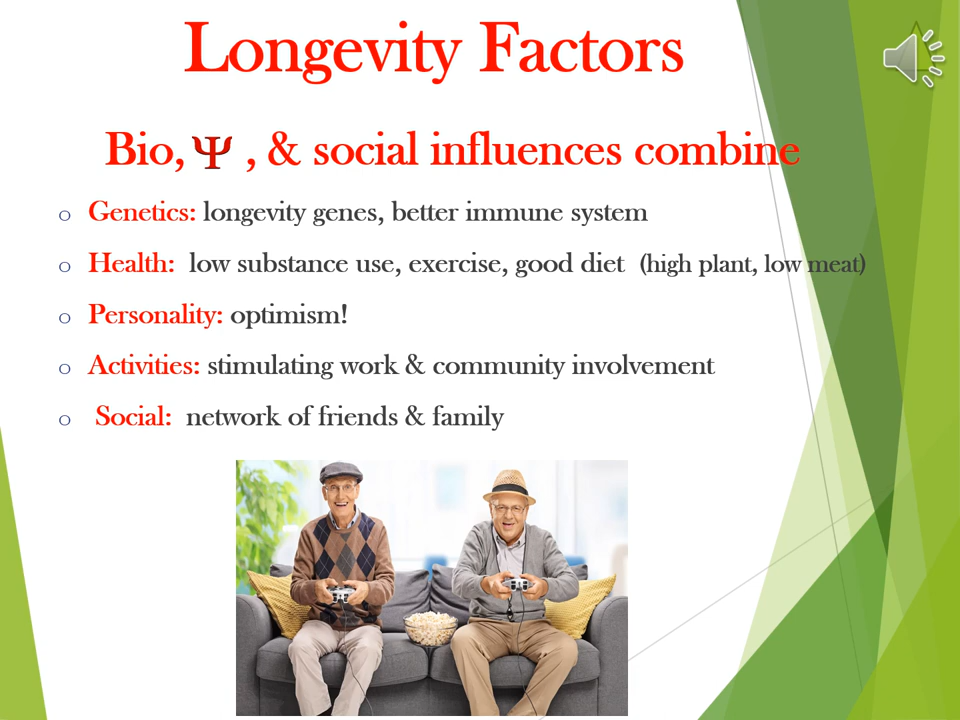 Longevity Factors
Bio, Ψ , & social influences combine
o Genetics: longevity genes, better immune system
o Health: low substance use, exercise, good diet (high plant, low meat)
o Personality: optimism!
o Activities: stimulating work & community involvement
o Social: network of friends & family